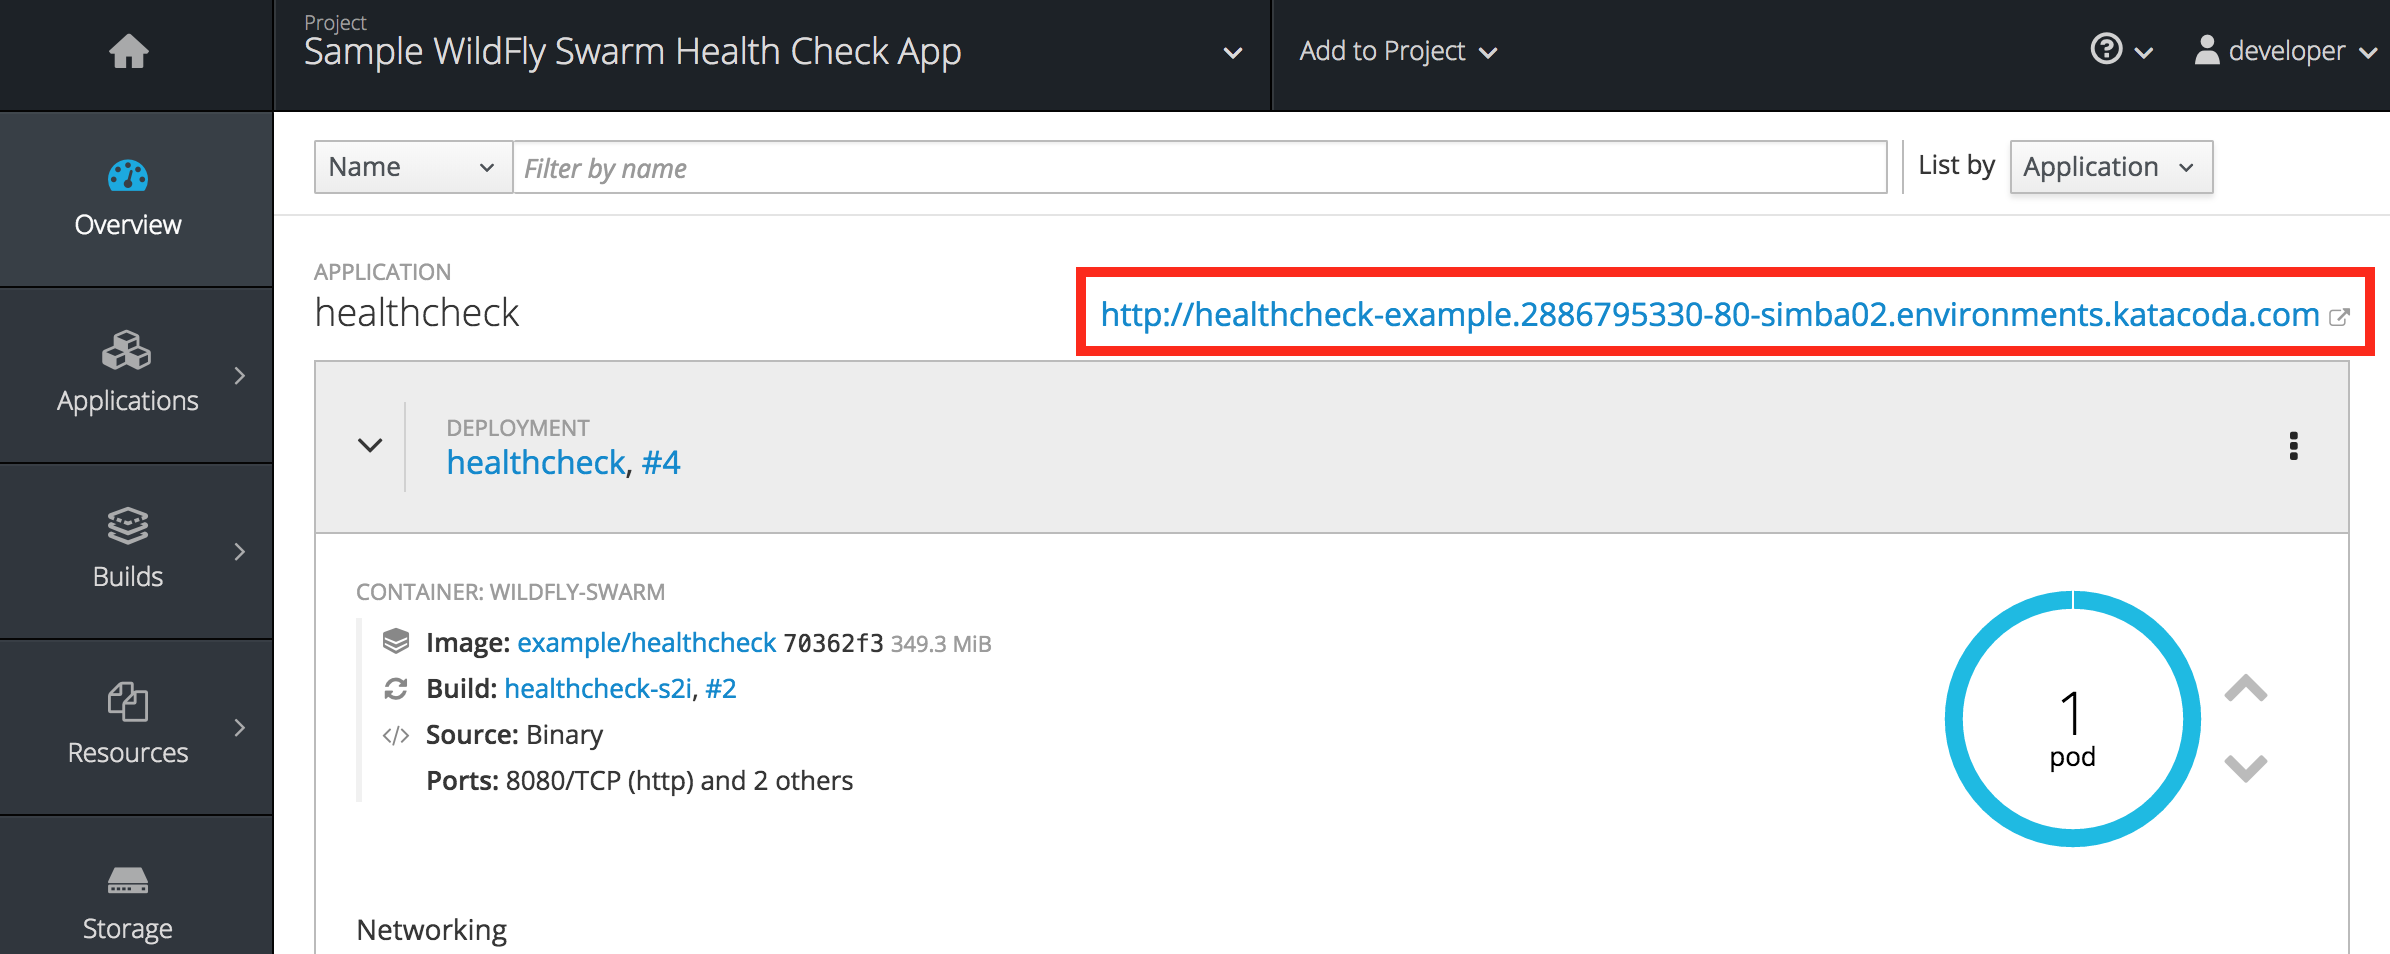 Project
Sample WildFly Swarm Health Check App
Add to Project
developer
Name
Filter by name
List by
Application
Overview
Applications
Builds
Resources
Storage
APPLICATION
healthcheck
http://healthcheck-example.2886795330-80-simba02.environments.katacoda.com
DEPLOYMENT
healthcheck, #4
CONTAINER: WILDFLY-SWARM
Image: example/healthcheck 70362f3 349.3 MiB
Build: healthcheck-s2i, #2
Source: Binary
Ports: 8080/TCP (http) and 2 others
1
pod
Networking